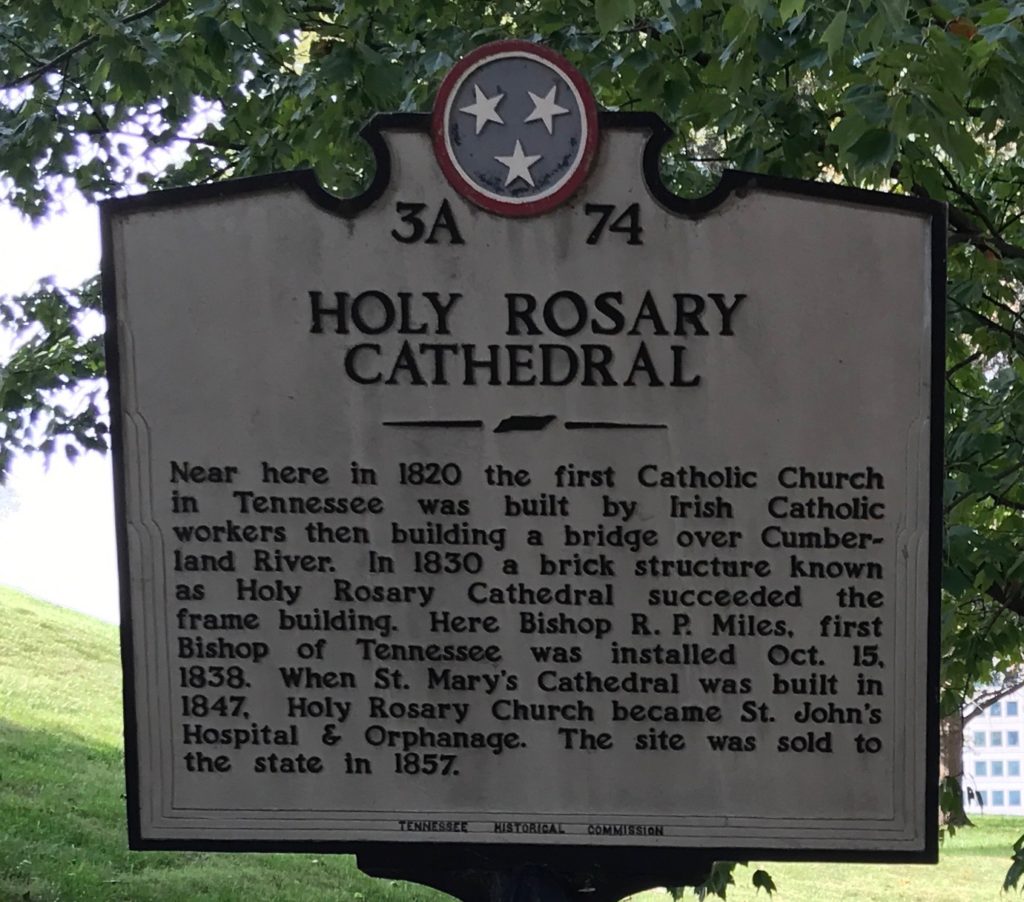 3A 74
HOLY ROSARY
CATHEDRAL
Near here in 1820 the first Catholic Church
in Tennessee was built by Irish Catholic
workers then building a bridge over Cumber-
land River. In 1830 a brick structure known
as Holy Rosary Cathedral succeeded the
frame building. Here Bishop R. P. Miles, first
Bishop of Tennessee was installed Oct. 15,
1838. When St. Mary's Cathedral was built in
1847, Holy Rosary Church became St. John's
Hospital & Orphanage. The site was sold to
the state in 1857.
TENNESSEE HISTORICAL COMMISSION